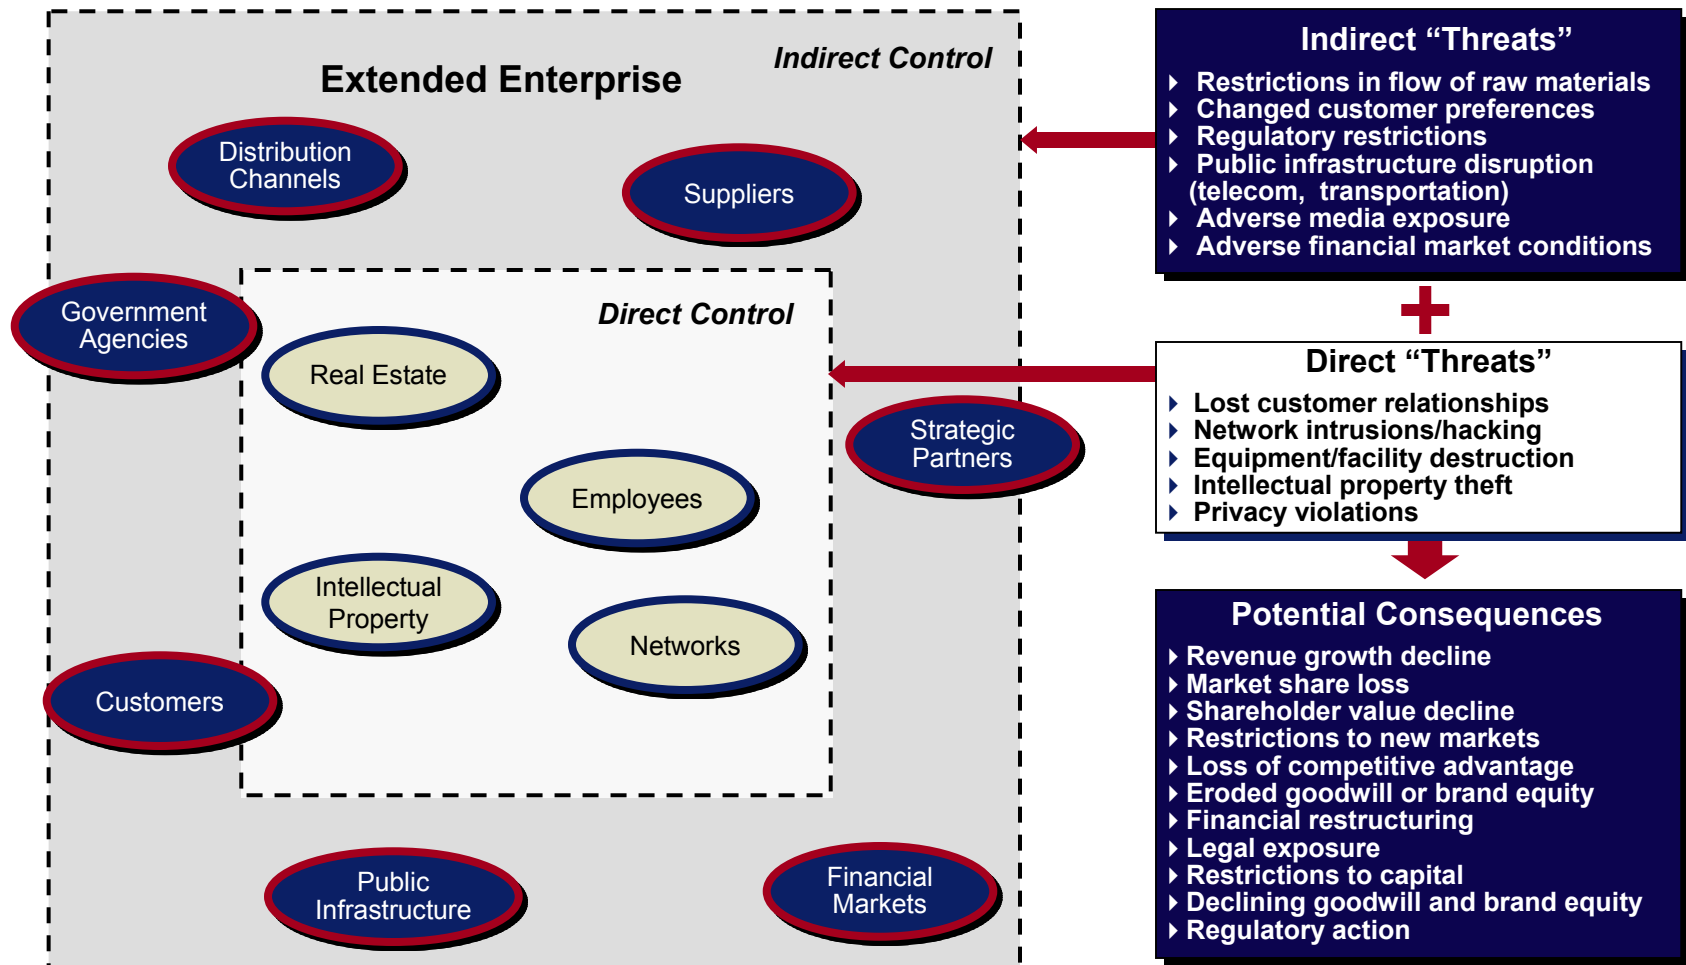 Extended Enterprise
Indirect Control
Distribution
Channels
Suppliers
Government
Agencies
Direct Control
Real Estate
Strategic
Partners
Employees
Intellectual
Property
Networks
Customers
Public
Infrastructure
Financial
Markets
Indirect “Threats”
Restrictions in flow of raw materials
Changed customer preferences
Regulatory restrictions
Public infrastructure disruption
(telecom, transportation)
Adverse media exposure
Adverse financial market conditions
+
Direct “Threats”
Lost customer relationships
Network intrusions/hacking
Equipment/facility destruction
Intellectual property theft
Privacy violations
Potential Consequences
Revenue growth decline
Market share loss
Shareholder value decline
Restrictions to new markets
Loss of competitive advantage
Eroded goodwill or brand equity
Financial restructuring
Legal exposure
Restrictions to capital
Declining goodwill and brand equity
Regulatory action